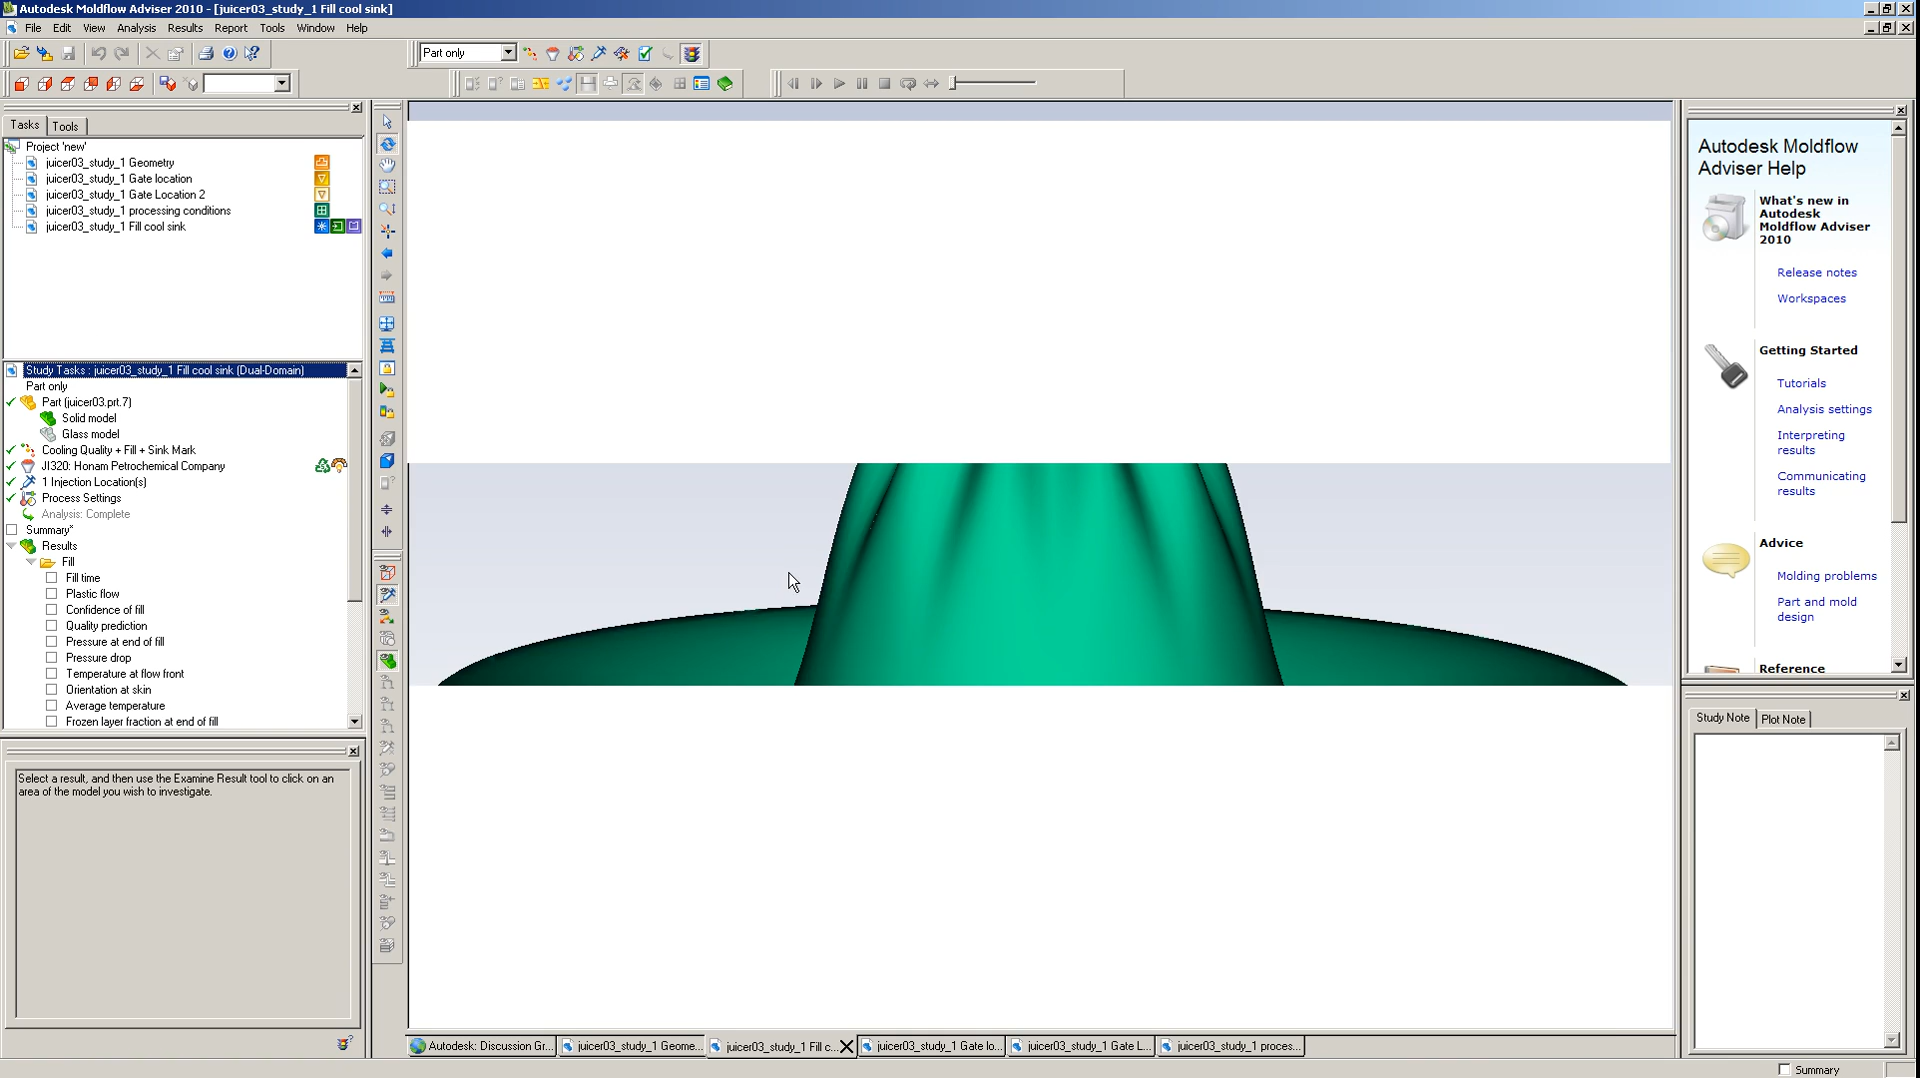 Autodesk Moldflow Adviser 2010 - [juicer03_study_1 Fill cool sink]
File Edit View Analysis Results Report Tools Window Help
Part only
Tasks Tools
Project 'new'
juicer03_study_1 Geometry
juicer03_study_1 Gate location
juicer03_study_1 Gate Location 2
juicer03_study_1 processing conditions
juicer03_study_1 Fill cool sink
Study Tasks : juicer03_study_1 Fill cool sink (Dual-Domain)
Part only
Part (juicer03.prt.7)
Solid model
Glass model
Cooling Quality + Fill + Sink Mark
JI320: Honam Petrochemical Company
1 Injection Location(s)
Process Settings
Analysis: Complete
Summary*
Results
Fill
Fill time
Plastic flow
Confidence of fill
Quality prediction
Pressure at end of fill
Pressure drop
Temperature at flow front
Orientation at skin
Average temperature
Frozen layer fraction at end of fill
Select a result, and then use the Examine Result tool to click on an
area of the model you wish to investigate.
Autodesk: Discussion Gr...
juicer03_study_1 Geome...
juicer03_study_1 Fill c...
juicer03_study_1 Gate lo...
juicer03_study_1 Gate L...
juicer03_study_1 proces...
Autodesk Moldflow
Adviser Help
What's new in
Autodesk
Moldflow Adviser
2010
Release notes
Workspaces
Getting Started
Tutorials
Analysis settings
Interpreting
results
Communicating
results
Advice
Molding problems
Part and mold
design
Reference
Study Note Plot Note
Summary